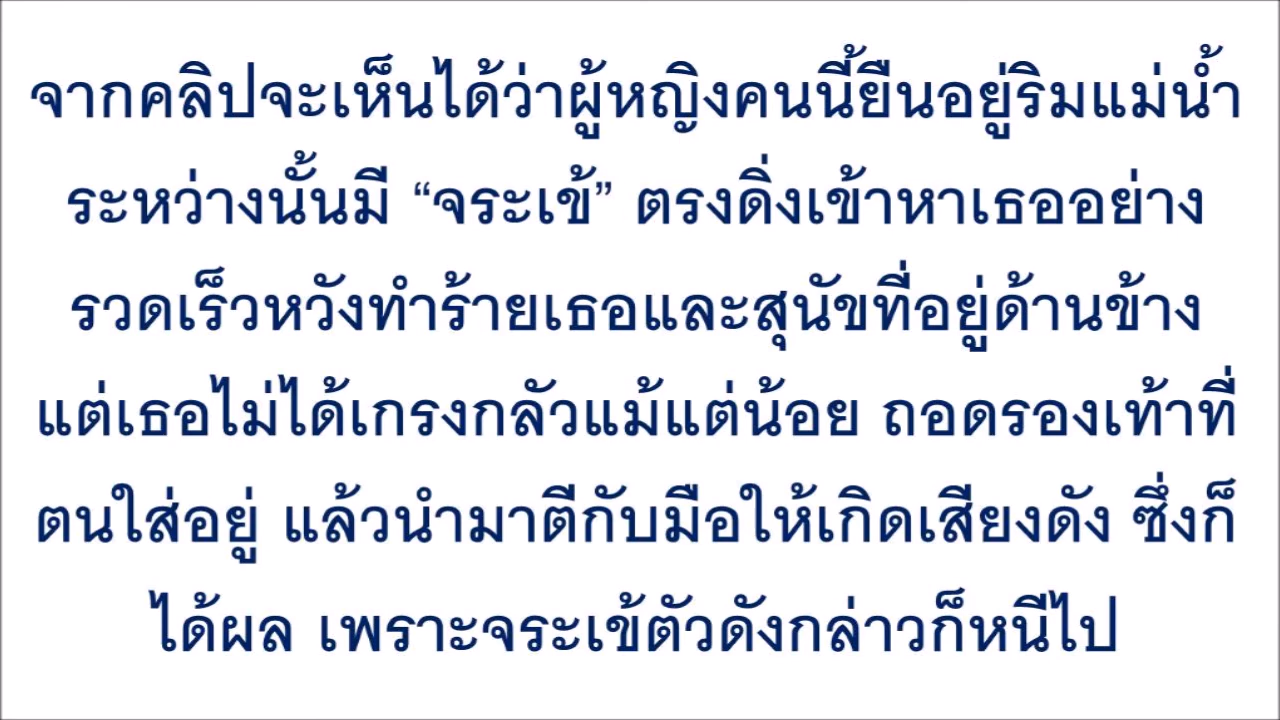 จากคลิปจะเห็นได้ว่าผู้หญิงคนนี้ยืนอยู่ริมแม่น้ำ
ระหว่างนั้นมี “จระเข้” ตรงดิ่งเข้าหาเธออย่าง
รวดเร็วหวังทำร้ายเธอและสุนัขที่อยู่ด้านข้าง
แต่เธอไม่ได้เกรงกลัวแม้แต่น้อย ถอดรองเท้าที่
ตนใส่อยู่ แล้วนำมาตีกับมือให้เกิดเสียงดัง ซึ่งก็
ได้ผล เพราะจระเข้ตัวดังกล่าวก็หนีไป